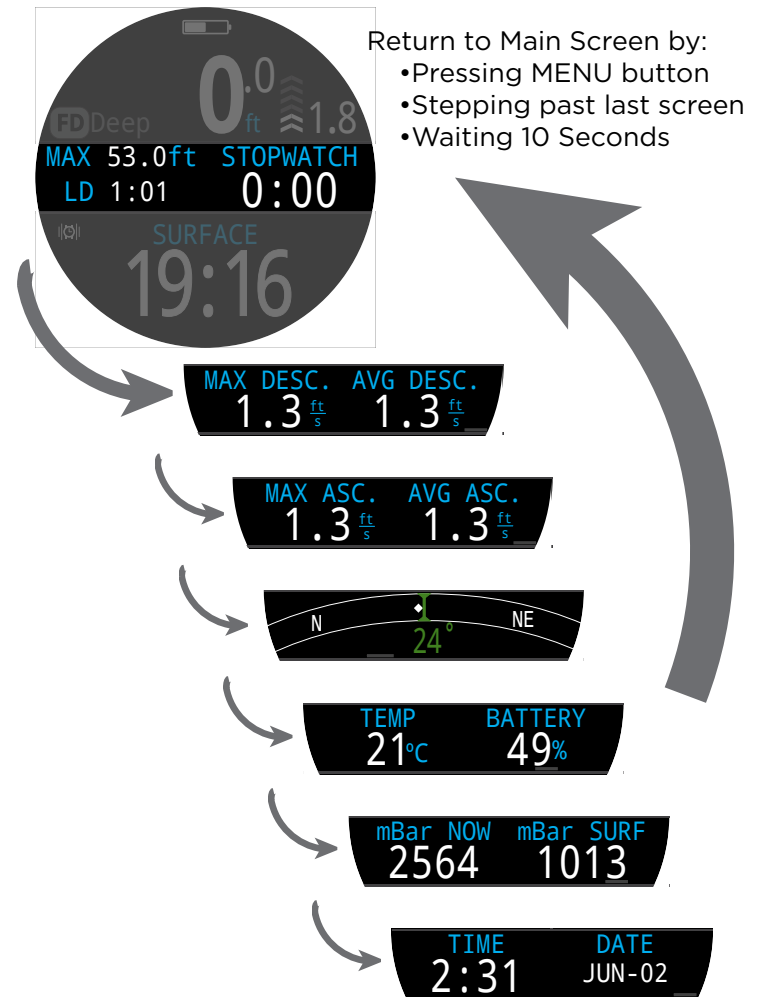 Return to Main Screen by:
•Pressing MENU button
•Stepping past last screen
•Waiting 10 Seconds
0.0
ft
FD Deep
1.8
MAX 53.0ft STOPWATCH
LD 1:01 0:00
SURFACE
19:16
MAX DESC. AVG DESC.
1.3 ft/s 1.3 ft/s
MAX ASC. AVG ASC.
1.3 ft/s 1.3 ft/s
N NE
24°
TEMP BATTERY
21°C 49%
mBar NOW mBar SURF
2564 1013
TIME DATE
2:31 JUN-02